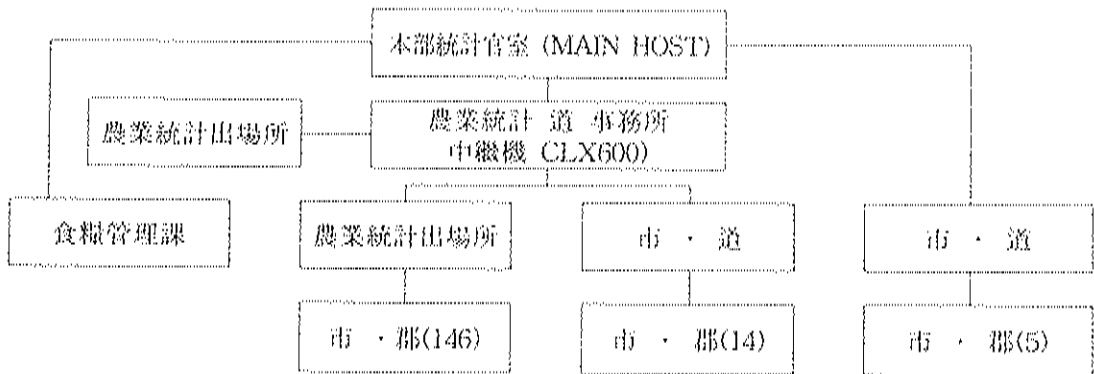 本部統計官室 (MAIN HOST)
農業統計出場所
農業統計 道 事務所
中繼機 CLX600)
食糧管理課
農業統計出場所
市 · 道
市 · 道
市 · 郡(146)
市 · 郡(14)
市 · 郡(5)